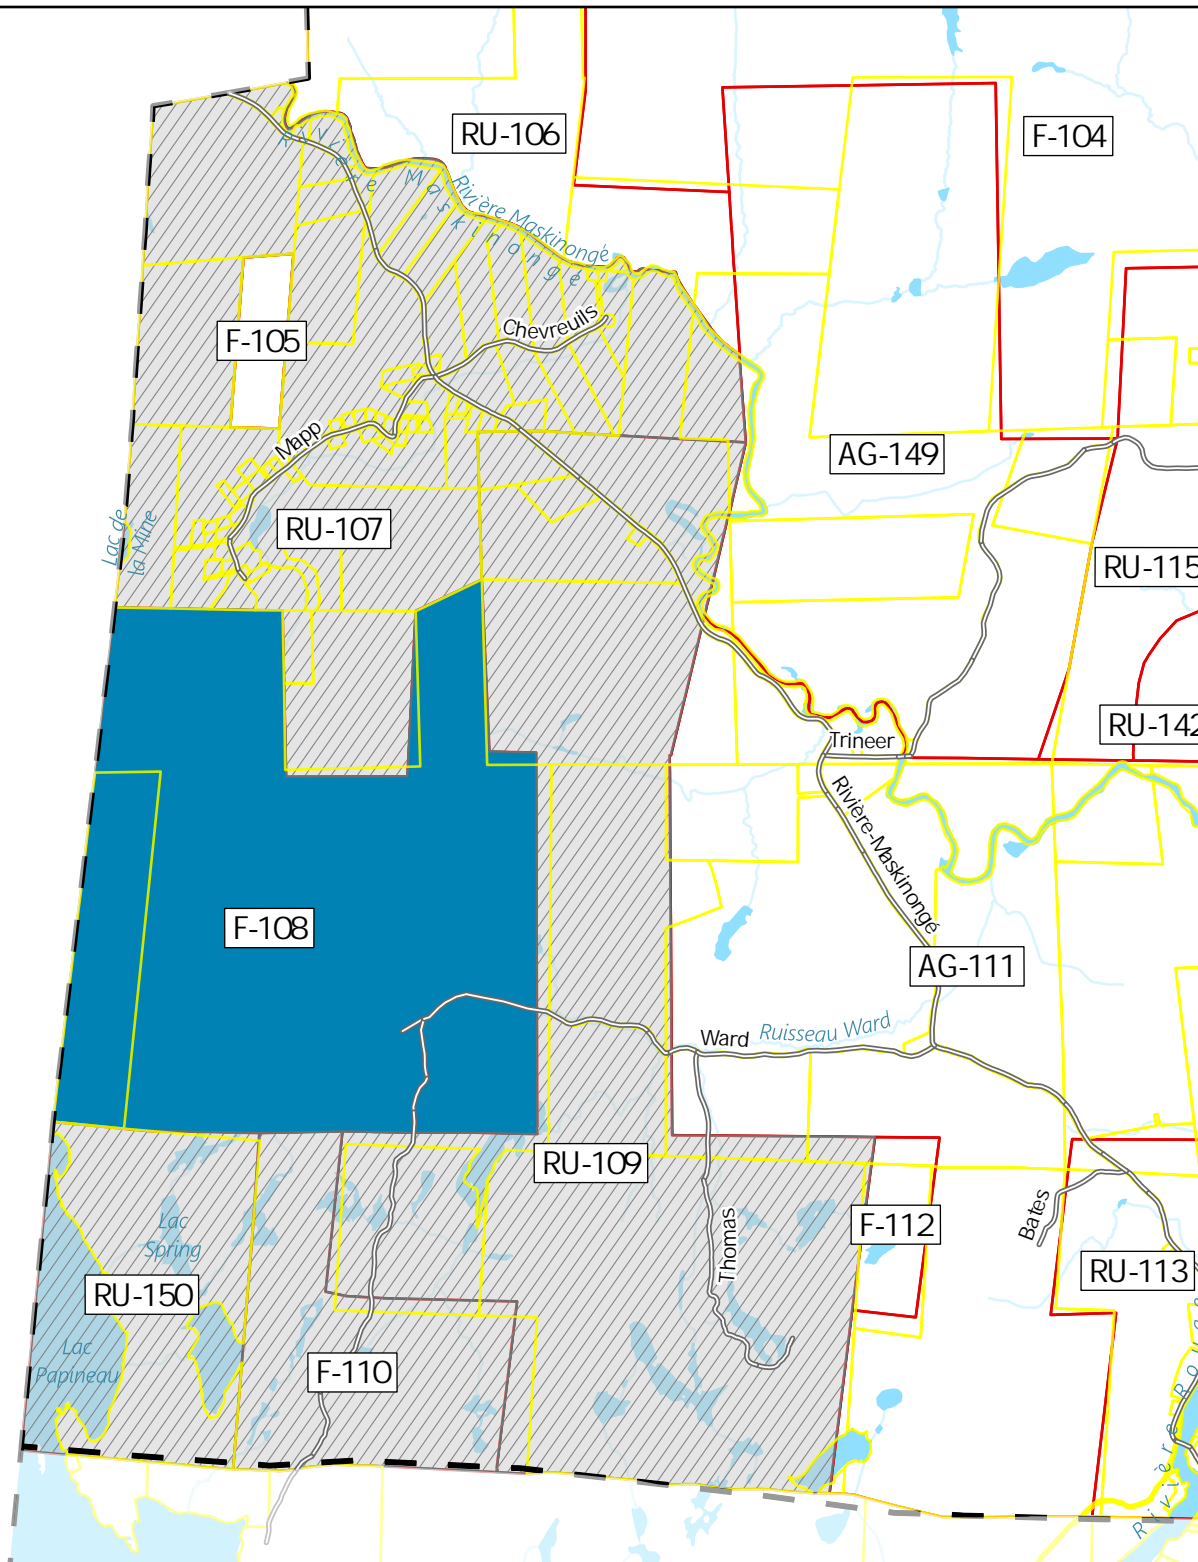 RU-106
F-104
Rivière Maskinongé
Rivière Maskinongé
Chevreuils
F-105
Mapp
AG-149
RU-107
Lac de
la Mine
RU-115
RU-142
Trineer
Rivière-Maskinongé
F-108
AG-111
Ward
Ruisseau Ward
RU-109
Thomas
Bates
F-112
Lac
Spring
RU-150
RU-113
Lac
Papineau
F-110
Rivière Rou